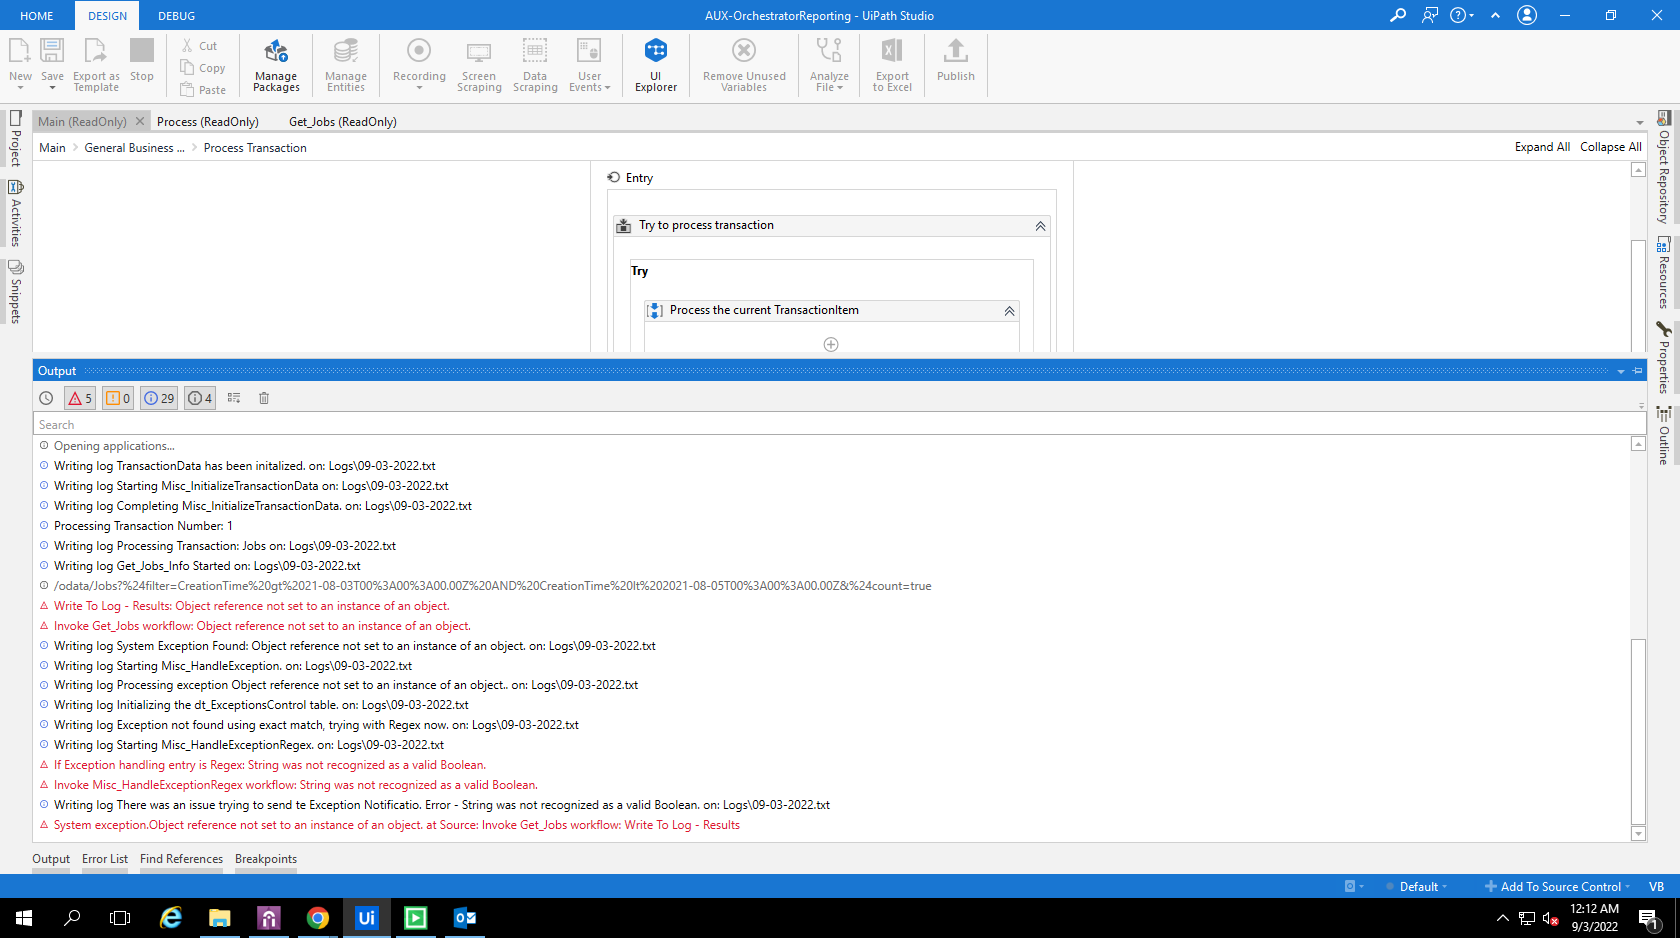 HOME DESIGN DEBUG AUX-OrchestratorReporting - UiPath Studio
New Save Export as Template Stop Cut Copy Paste Manage Packages Manage Entities Recording Screen Scraping Data Scraping User Events UI Explorer Remove Unused Variables Analyze File Export to Excel Publish
Main (ReadOnly) Process (ReadOnly) Get_Jobs (ReadOnly)
Main General Business ... Process Transaction Expand All Collapse All
Project
Activities
Snippets
Object Repository
Resources
Properties
Outline
Entry
Try to process transaction
Try
Process the current TransactionItem
Output
5 0 29 4
Search
Opening applications...
Writing log TransactionData has been initalized. on: Logs\09-03-2022.txt
Writing log Starting Misc_InitializeTransactionData on: Logs\09-03-2022.txt
Writing log Completing Misc_InitializeTransactionData. on: Logs\09-03-2022.txt
Processing Transaction Number: 1
Writing log Processing Transaction: Jobs on: Logs\09-03-2022.txt
Writing log Get_Jobs_Info Started on: Logs\09-03-2022.txt
/odata/Jobs?%24filter=CreationTime%20gt%2021-08-03T00%3A00%3A00.00Z%20AND%20CreationTime%20lt%202021-08-05T00%3A00%3A00.00Z&%24count=true
Write To Log - Results: Object reference not set to an instance of an object.
Invoke Get_Jobs workflow: Object reference not set to an instance of an object.
Writing log System Exception Found: Object reference not set to an instance of an object. on: Logs\09-03-2022.txt
Writing log Starting Misc_HandleException. on: Logs\09-03-2022.txt
Writing log Processing exception Object reference not set to an instance of an object.. on: Logs\09-03-2022.txt
Writing log Initializing the dt_ExceptionsControl table. on: Logs\09-03-2022.txt
Writing log Exception not found using exact match, trying with Regex now. on: Logs\09-03-2022.txt
Writing log Starting Misc_HandleExceptionRegex. on: Logs\09-03-2022.txt
If Exception handling entry is Regex: String was not recognized as a valid Boolean.
Invoke Misc_HandleExceptionRegex workflow: String was not recognized as a valid Boolean.
Writing log There was an issue trying to send te Exception Notificatio. Error - String was not recognized as a valid Boolean. on: Logs\09-03-2022.txt
System exception.Object reference not set to an instance of an object. at Source: Invoke Get_Jobs workflow: Write To Log - Results
Output Error List Find References Breakpoints
Default Add To Source Control VB
Ui
12:12 AM
9/3/2022
1